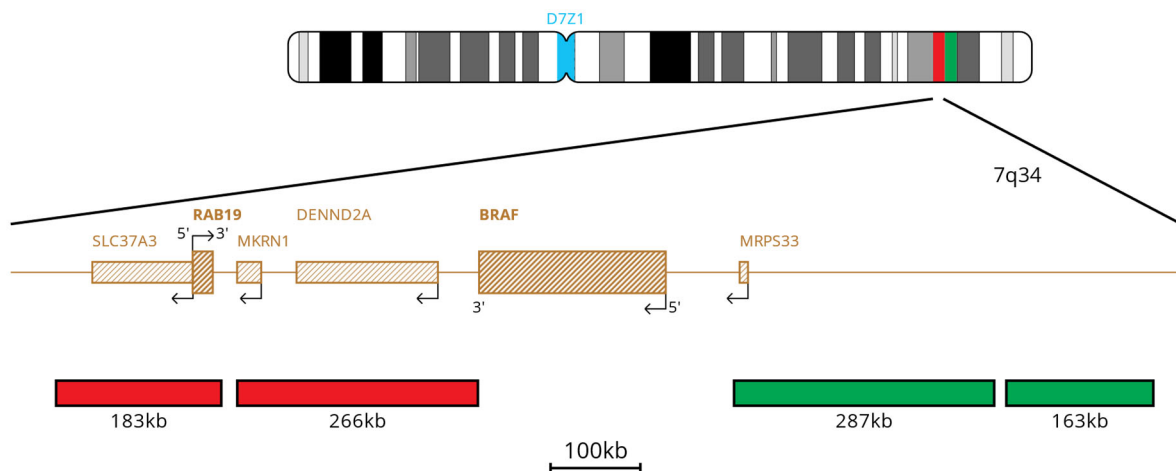 D7Z1
7q34
RAB19
DENND2A
BRAF
5' 3'
SLC37A3
MKRN1
MRPS33
3'
5'
183kb
266kb
287kb
163kb
100kb